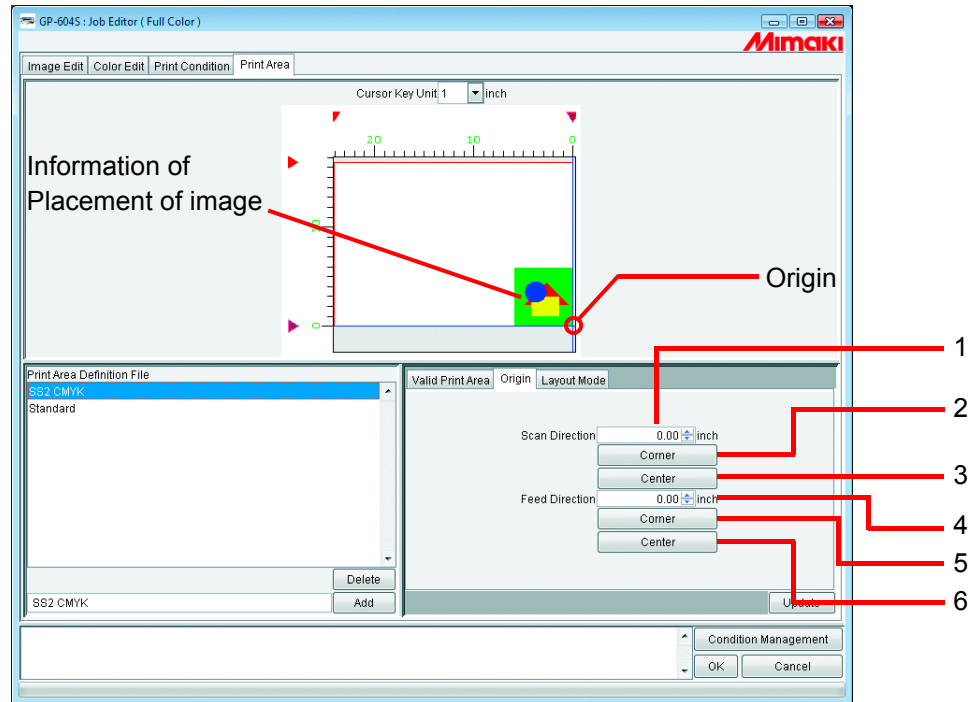 GP-604S : Job Editor ( Full Color )
Mimaki
Image Edit Color Edit Print Condition Print Area
Cursor Key Unit 1 inch
20 10 0
Information of
Placement of image
10
0
Origin
1
2
3
4
5
6
Print Area Definition File
SS2 CMYK
Standard
Delete
SS2 CMYK Add
Valid Print Area Origin Layout Mode
Scan Direction 0.00 inch
Corner
Center
Feed Direction 0.00 inch
Corner
Center
Update
Condition Management
OK Cancel